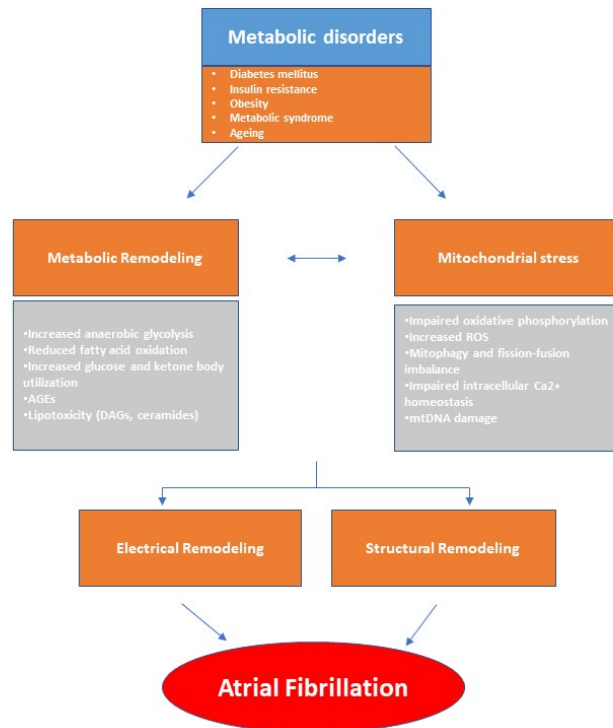 Metabolic disorders
• Diabetes mellitus
• Insulin resistance
• Obesity
• Metabolic syndrome
• Ageing
Metabolic Remodeling
•Increased anaerobic glycolysis
•Reduced fatty acid oxidation
•Increased glucose and ketone body
utilization
•AGEs
•Lipotoxicity (DAGs, ceramides)
Mitochondrial stress
•Impaired oxidative phosphorylation
•Increased ROS
•Mitophagy and fission-fusion
imbalance
•Impaired intracellular Ca2+
homeostasis
•mtDNA damage
Electrical Remodeling
Structural Remodeling
Atrial Fibrillation